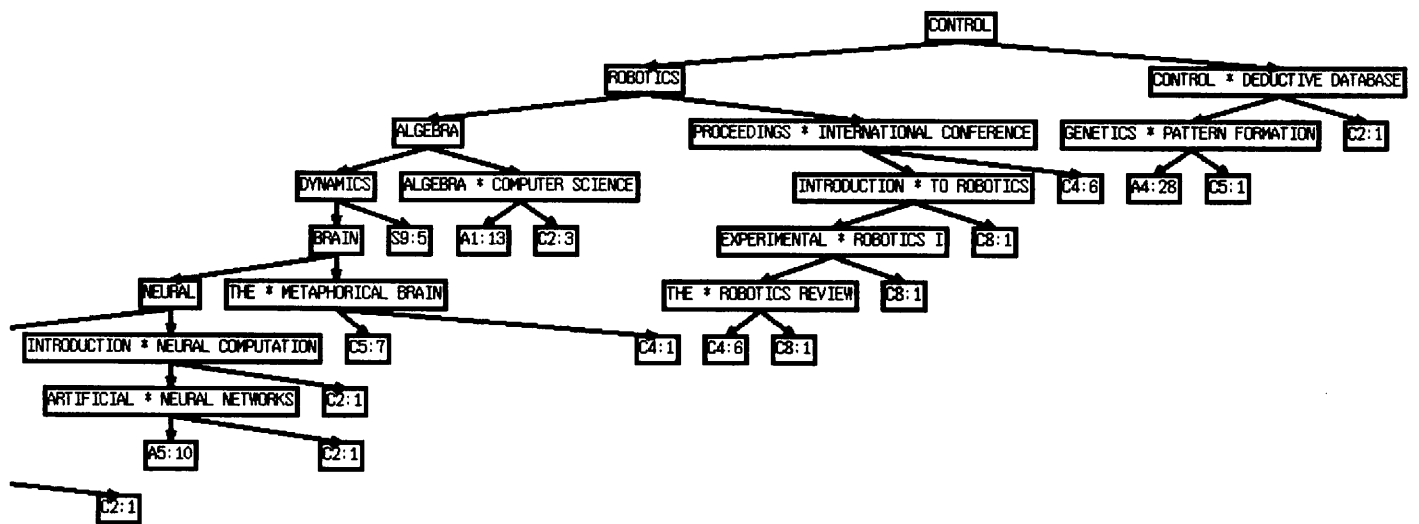 CONTROL
ROBOTICS
CONTROL * DEDUCTIVE DATABASE
ALGEBRA
PROCEEDINGS * INTERNATIONAL CONFERENCE
GENETICS * PATTERN FORMATION
C2:1
DYNAMICS
ALGEBRA * COMPUTER SCIENCE
INTRODUCTION * TO ROBOTICS
C4:6
A4:28
C5:1
BRAIN
S9:5
A1:13
C2:3
EXPERIMENTAL * ROBOTICS I
C8:1
NEURAL
THE * METAPHORICAL BRAIN
THE * ROBOTICS REVIEW
C8:1
INTRODUCTION * NEURAL COMPUTATION
C5:7
C4:1
C4:6
C8:1
ARTIFICIAL * NEURAL NETWORKS
C2:1
A5:10
C2:1
C2:1